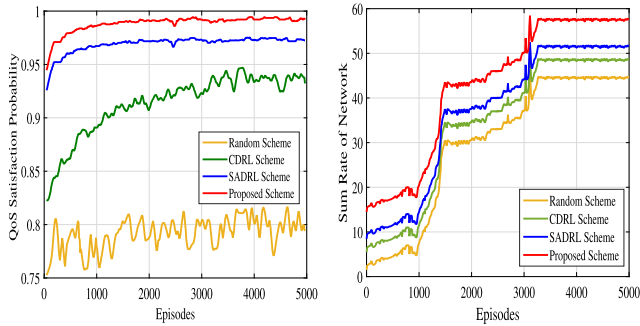 QoS Satisfaction Probability
1
0.95
0.9
0.85
0.8
0.75
Random Scheme
CDRL Scheme
SADRL Scheme
Proposed Scheme
0
1000
2000
3000
4000
5000
Episodes
Sum Rate of Network
60
50
40
30
20
10
0
Random Scheme
CDRL Scheme
SADRL Scheme
Proposed Scheme
0
1000
2000
3000
4000
5000
Episodes